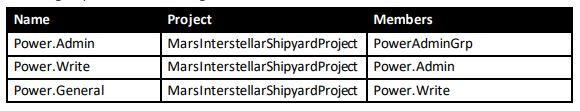 Name Project Members
Power.Admin MarsInterstellarShipyardProject PowerAdminGrp
Power.Write MarsInterstellarShipyardProject Power.Admin
Power.General MarsInterstellarShipyardProject Power.Write